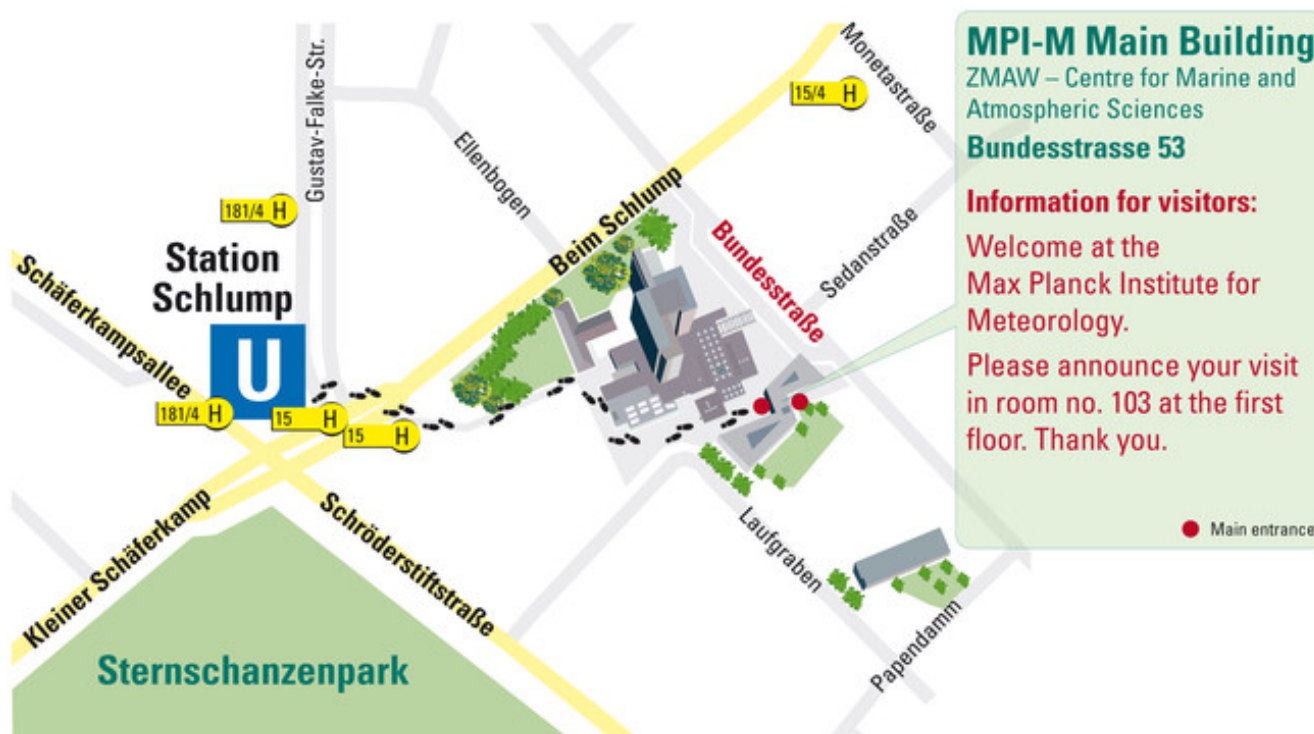 Gustav-Falke-Str.
Monetastraße
15/4 H
Ellenbogen
Beim Schlump
181/4 H
Station
Schlump
U
Schäferkampsallee
Bundesstraße
Sedanstraße
181/4 H
15 H
15 H
Kleiner Schäferkamp
Schröderstiftstraße
Laufgraben
Papendamm
Sternschanzenpark
MPI-M Main Building
ZMAW – Centre for Marine and
Atmospheric Sciences
Bundesstrasse 53
Information for visitors:
Welcome at the
Max Planck Institute for
Meteorology.
Please announce your visit
in room no. 103 at the first
floor. Thank you.
Main entrance